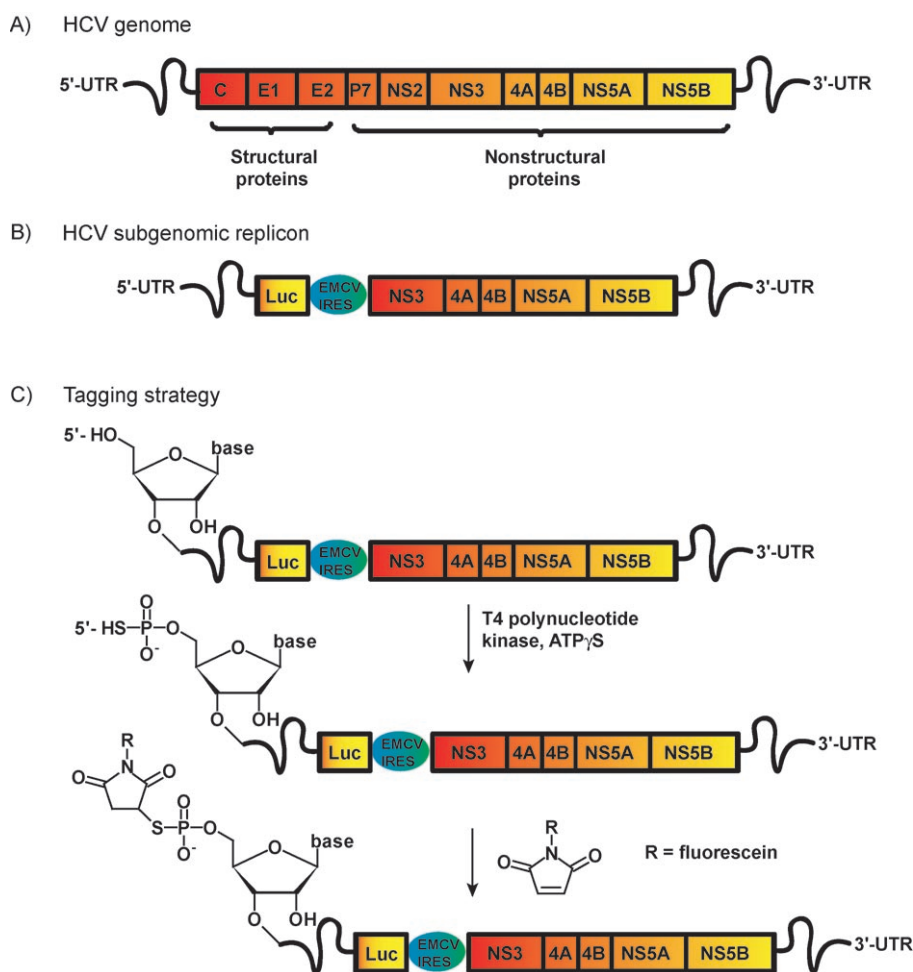 A) HCV genome
5'-UTR C E1 E2 P7 NS2 NS3 4A 4B NS5A NS5B 3'-UTR
Structural proteins
Nonstructural proteins
B) HCV subgenomic replicon
5'-UTR Luc EMCV IRES NS3 4A 4B NS5A NS5B 3'-UTR
C) Tagging strategy
5'- HO O base
O OH
Luc EMCV IRES NS3 4A 4B NS5A NS5B 3'-UTR
T4 polynucleotide
kinase, ATPγS
O
5'- HS P O
O-
O base
O OH
Luc EMCV IRES NS3 4A 4B NS5A NS5B 3'-UTR
R
O N O
O
S P O
O-
O base
O OH
R
O N O
R = fluorescein
Luc EMCV IRES NS3 4A 4B NS5A NS5B 3'-UTR